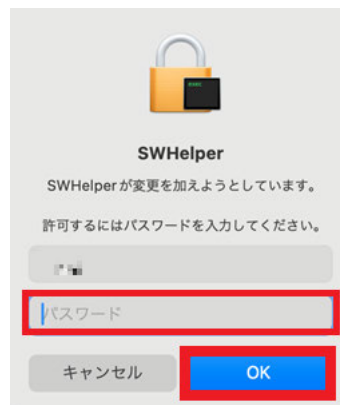 SWHelper
SWHelperが変更を加えようとしています。
許可するにはパスワードを入力してください。
パスワード
キャンセル
OK